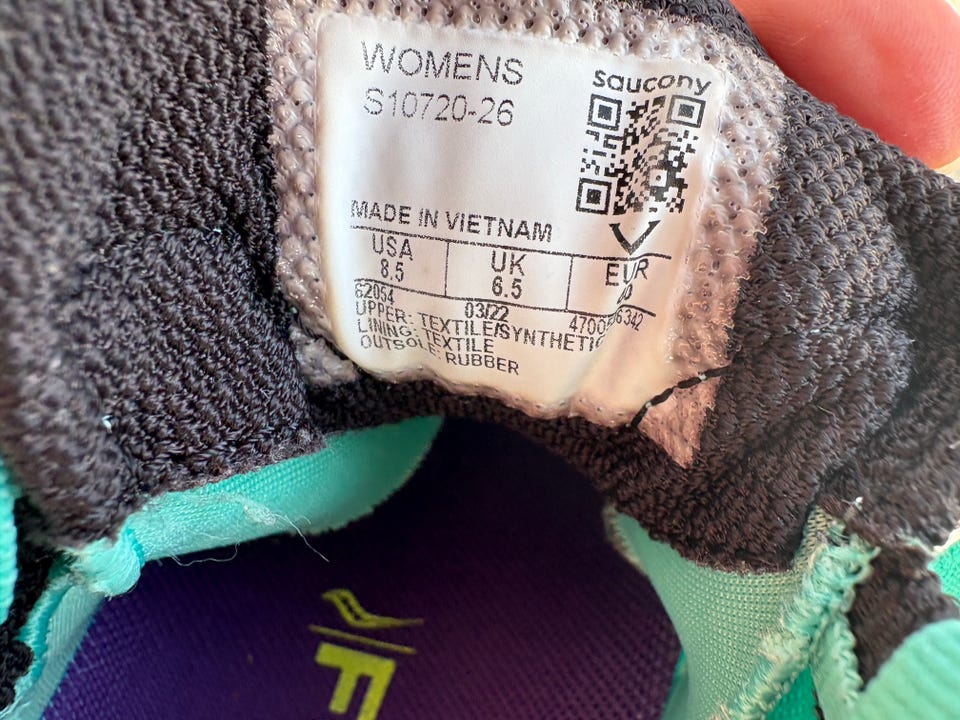 WOMENS
S10720-26
saucony
MADE IN VIETNAM
USA UK EUR
8.5 6.5
62054 03/22
UPPER: TEXTILE/SYNTHETIC
LINING: TEXTILE
OUTSOLE: RUBBER
F